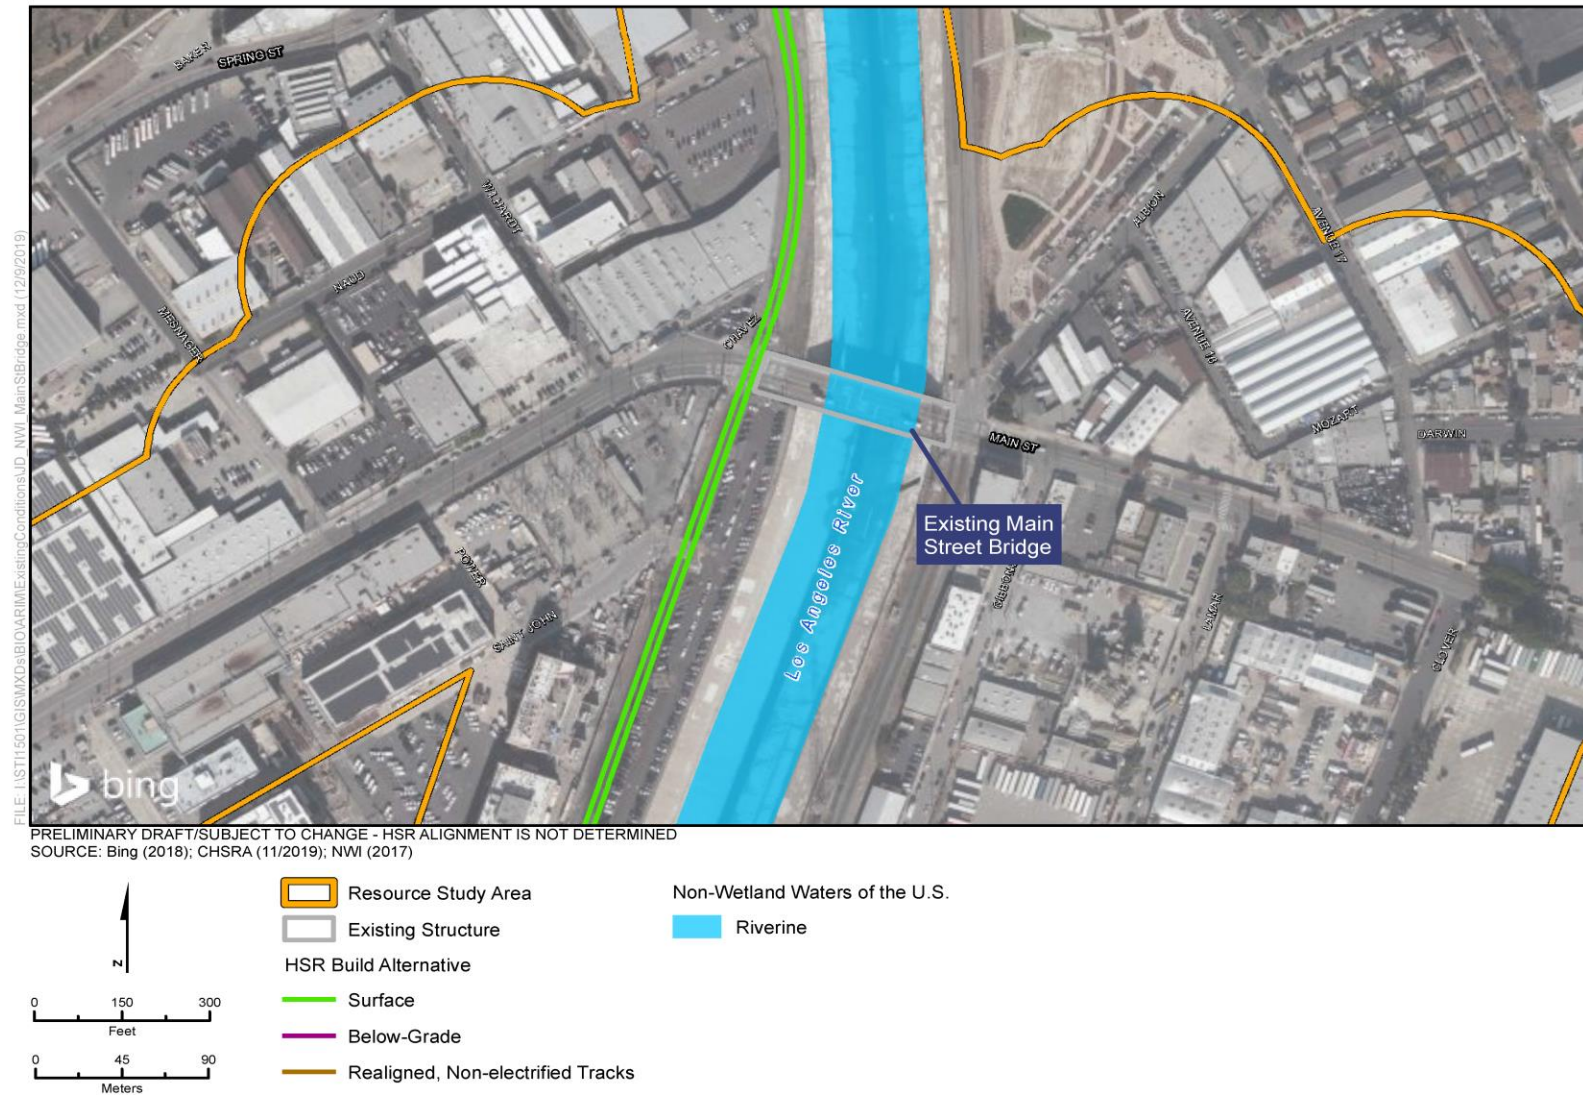 BAKER
SPRING ST
WILHARDT
ALBION
AVENUE 17
NAUD
MESNAGER
CHAVEZ
AVENUE 16
MOZART
DARWIN
MAIN ST
Existing Main
Street Bridge
Los Angeles River
POWER
SAINT JOHN
LAMAR
CLOVER
bing
FILE: I:\STI1501\GIS\MXDs\BIO\ARIM\ExistingConditions\JD_NWI_MainStBridge.mxd (12/9/2019)
PRELIMINARY DRAFT/SUBJECT TO CHANGE - HSR ALIGNMENT IS NOT DETERMINED
SOURCE: Bing (2018); CHSRA (11/2019); NWI (2017)
N
0 150 300
Feet
0 45 90
Meters
Resource Study Area
Existing Structure
HSR Build Alternative
Surface
Below-Grade
Realigned, Non-electrified Tracks
Non-Wetland Waters of the U.S.
Riverine